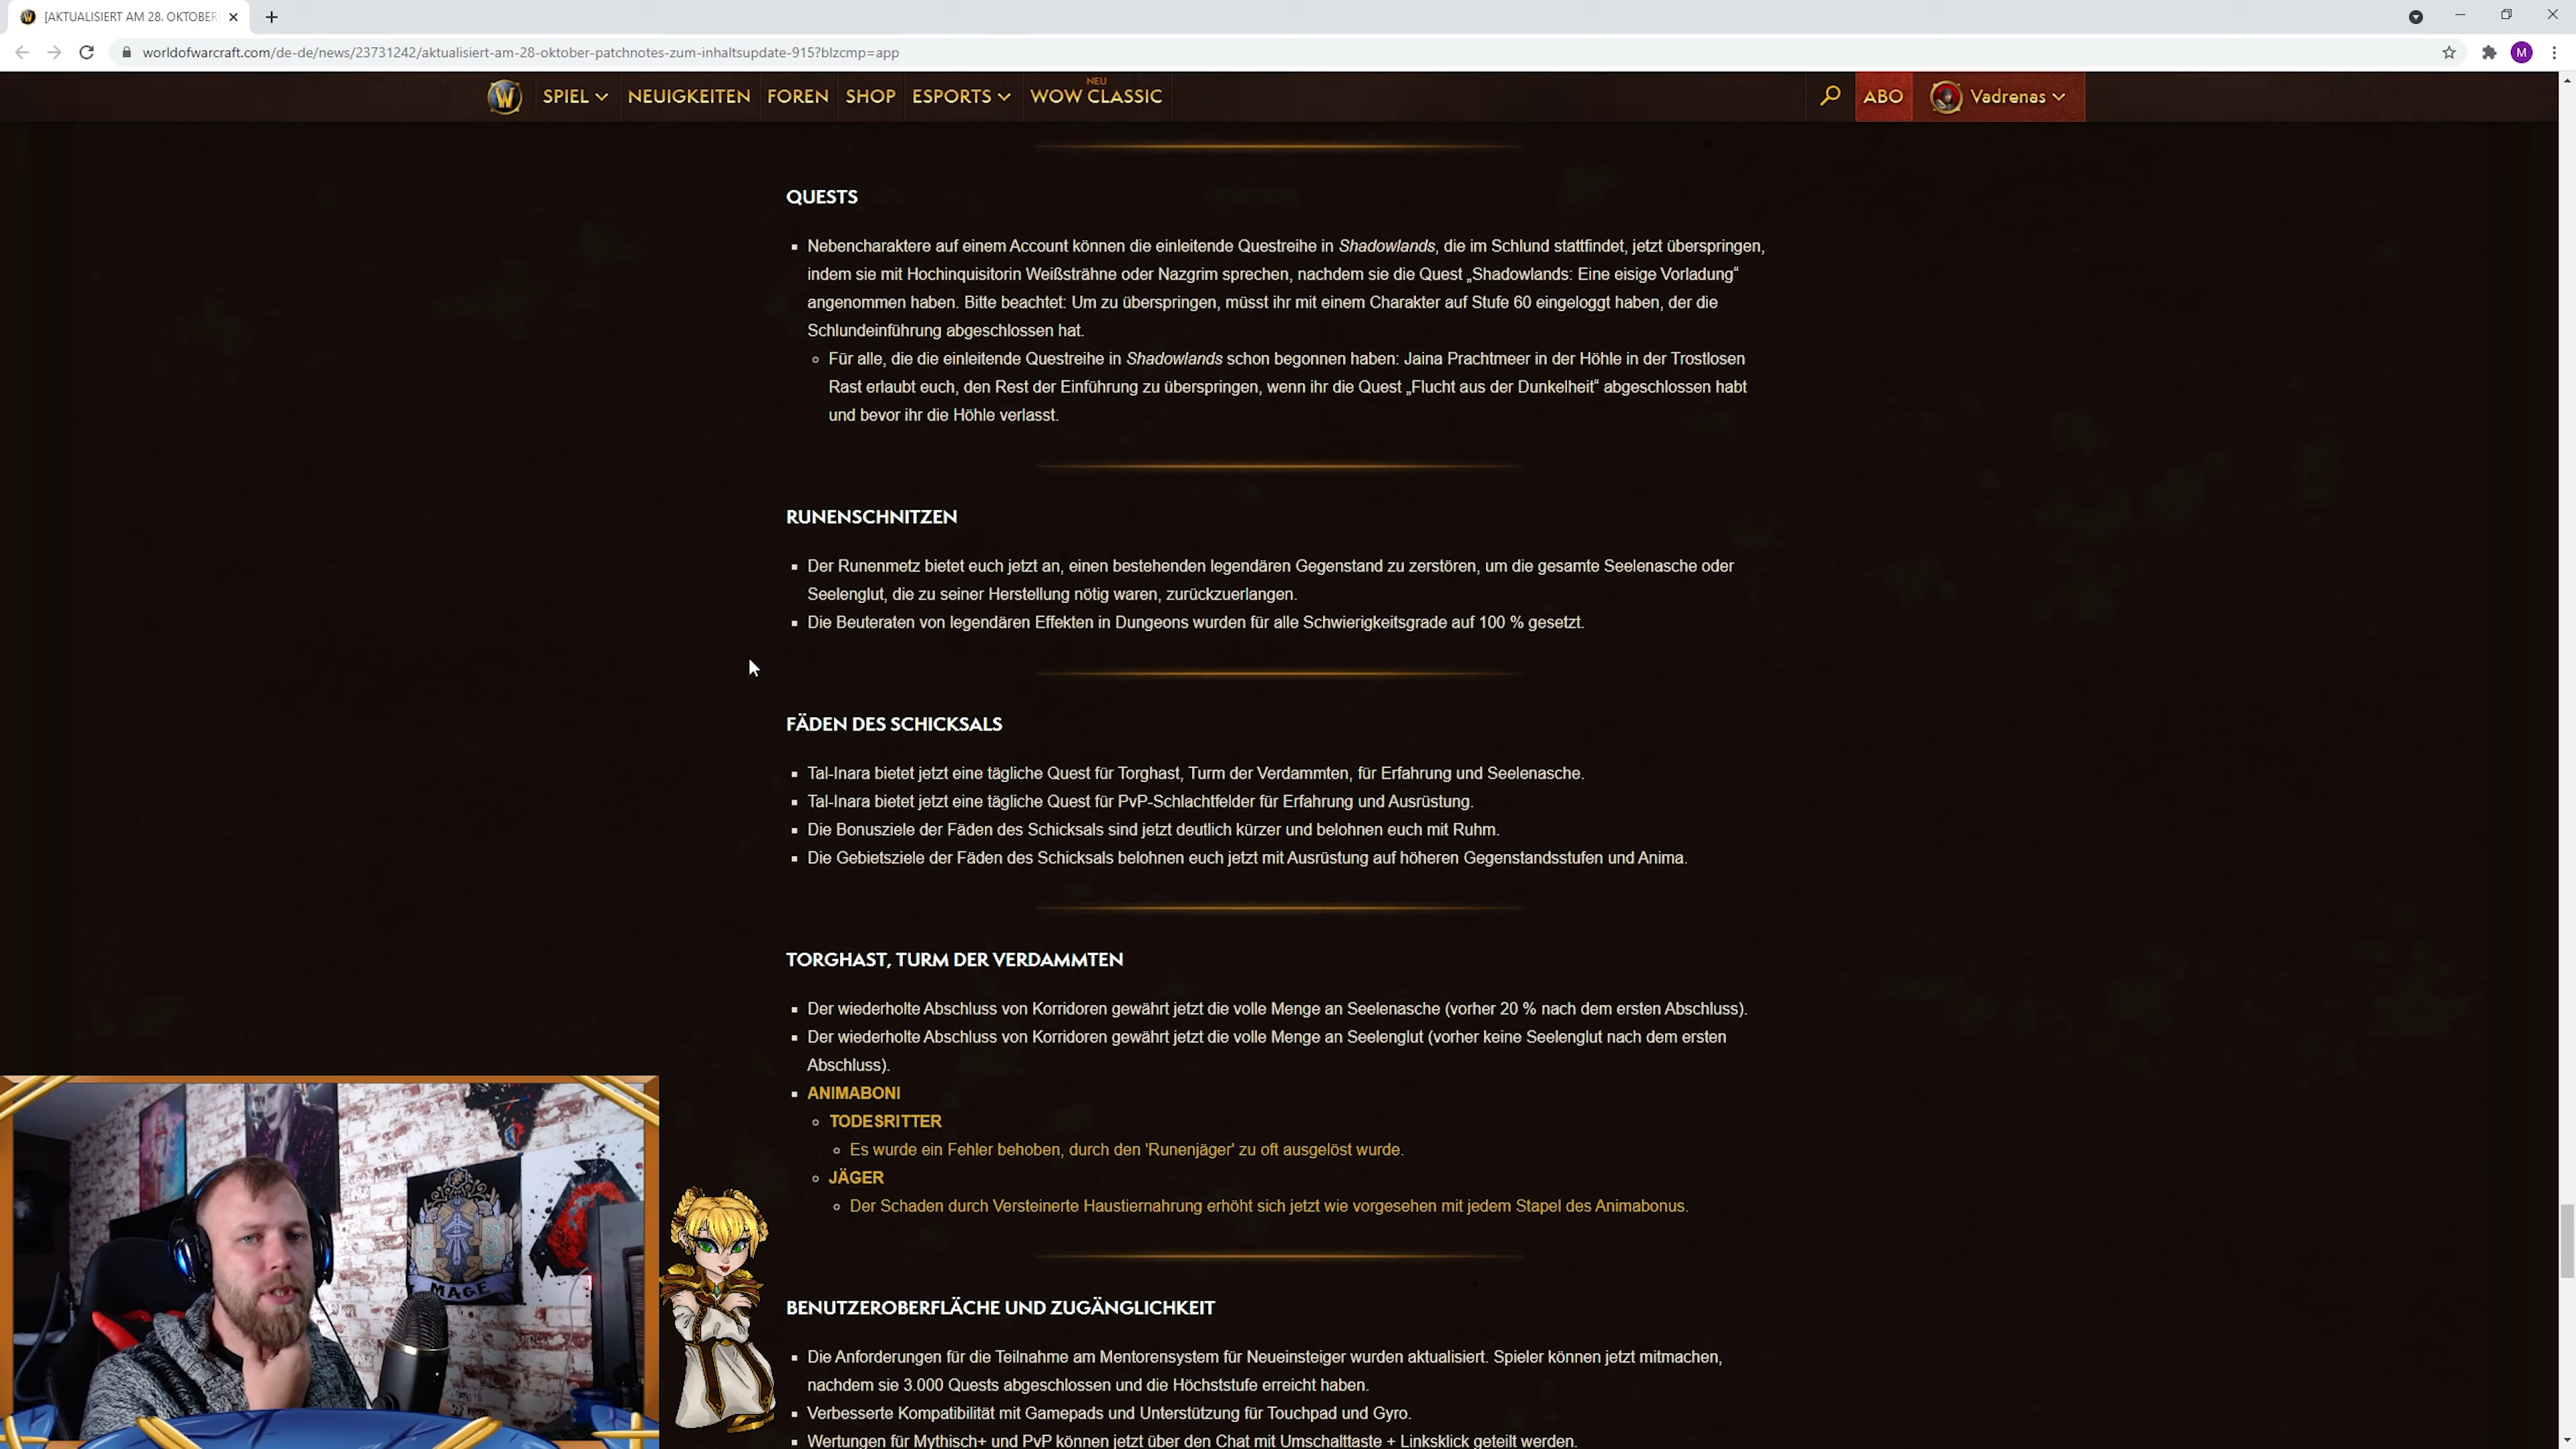 [AKTUALISIERT AM 28. OKTOBER
worldofwarcraft.com/de-de/news/23731242/aktualisiert-am-28-oktober-patchnotes-zum-inhaltsupdate-915?blzcmp=app
M
W
SPIEL
NEUIGKEITEN
FOREN
SHOP
ESPORTS
NEU
WOW CLASSIC
ABO
Vadrenas
QUESTS
Nebencharaktere auf einem Account können die einleitende Questreihe in Shadowlands, die im Schlund stattfindet, jetzt überspringen,
indem sie mit Hochinquisitorin Weißsträhne oder Nazgrim sprechen, nachdem sie die Quest „Shadowlands: Eine eisige Vorladung“
angenommen haben. Bitte beachtet: Um zu überspringen, müsst ihr mit einem Charakter auf Stufe 60 eingeloggt haben, der die
Schlundeinführung abgeschlossen hat.
Für alle, die die einleitende Questreihe in Shadowlands schon begonnen haben: Jaina Prachtmeer in der Höhle in der Trostlosen
Rast erlaubt euch, den Rest der Einführung zu überspringen, wenn ihr die Quest „Flucht aus der Dunkelheit“ abgeschlossen habt
und bevor ihr die Höhle verlasst.
RUNENSCHNITZEN
Der Runenmetz bietet euch jetzt an, einen bestehenden legendären Gegenstand zu zerstören, um die gesamte Seelenasche oder
Seelenglut, die zu seiner Herstellung nötig waren, zurückzuerlangen.
Die Beuteraten von legendären Effekten in Dungeons wurden für alle Schwierigkeitsgrade auf 100 % gesetzt.
FÄDEN DES SCHICKSALS
Tal-Inara bietet jetzt eine tägliche Quest für Torghast, Turm der Verdammten, für Erfahrung und Seelenasche.
Tal-Inara bietet jetzt eine tägliche Quest für PvP-Schlachtfelder für Erfahrung und Ausrüstung.
Die Bonusziele der Fäden des Schicksals sind jetzt deutlich kürzer und belohnen euch mit Ruhm.
Die Gebietsziele der Fäden des Schicksals belohnen euch jetzt mit Ausrüstung auf höheren Gegenstandsstufen und Anima.
TORGHAST, TURM DER VERDAMMTEN
Der wiederholte Abschluss von Korridoren gewährt jetzt die volle Menge an Seelenasche (vorher 20 % nach dem ersten Abschluss).
Der wiederholte Abschluss von Korridoren gewährt jetzt die volle Menge an Seelenglut (vorher keine Seelenglut nach dem ersten
Abschluss).
ANIMABONI
TODESRITTER
Es wurde ein Fehler behoben, durch den 'Runenjäger' zu oft ausgelöst wurde.
JÄGER
Der Schaden durch Versteinerte Haustiernahrung erhöht sich jetzt wie vorgesehen mit jedem Stapel des Animabonus.
BENUTZEROBERFLÄCHE UND ZUGÄNGLICHKEIT
Die Anforderungen für die Teilnahme am Mentorensystem für Neueinsteiger wurden aktualisiert. Spieler können jetzt mitmachen,
nachdem sie 3.000 Quests abgeschlossen und die Höchststufe erreicht haben.
Verbesserte Kompatibilität mit Gamepads und Unterstützung für Touchpad und Gyro.
Wertungen für Mythisch+ und PvP können jetzt über den Chat mit Umschalttaste + Linksklick geteilt werden.
MAGE